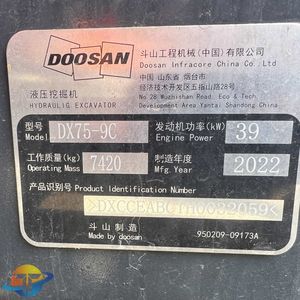 DOOSAN
斗山工程机械(中国)有限公司
Doosan Infracore China Co., Ltd
中国 山东省 烟台市
经济技术开发区五指山路28号
No.28 Wuzhishan Road, Eco & Tech
Development Area Yantai Shandong China
液压挖掘机
HYDRAULIC EXCAVATOR
型号
Model
DX75-9C
发动机功率(kW)
Engine Power
39
工作质量(kg)
Operating Mass
7420
制造年度
Mfg. Year
2022
产品识别号 Product Identification Number
斗山制造
Made by doosan
950209-09173A